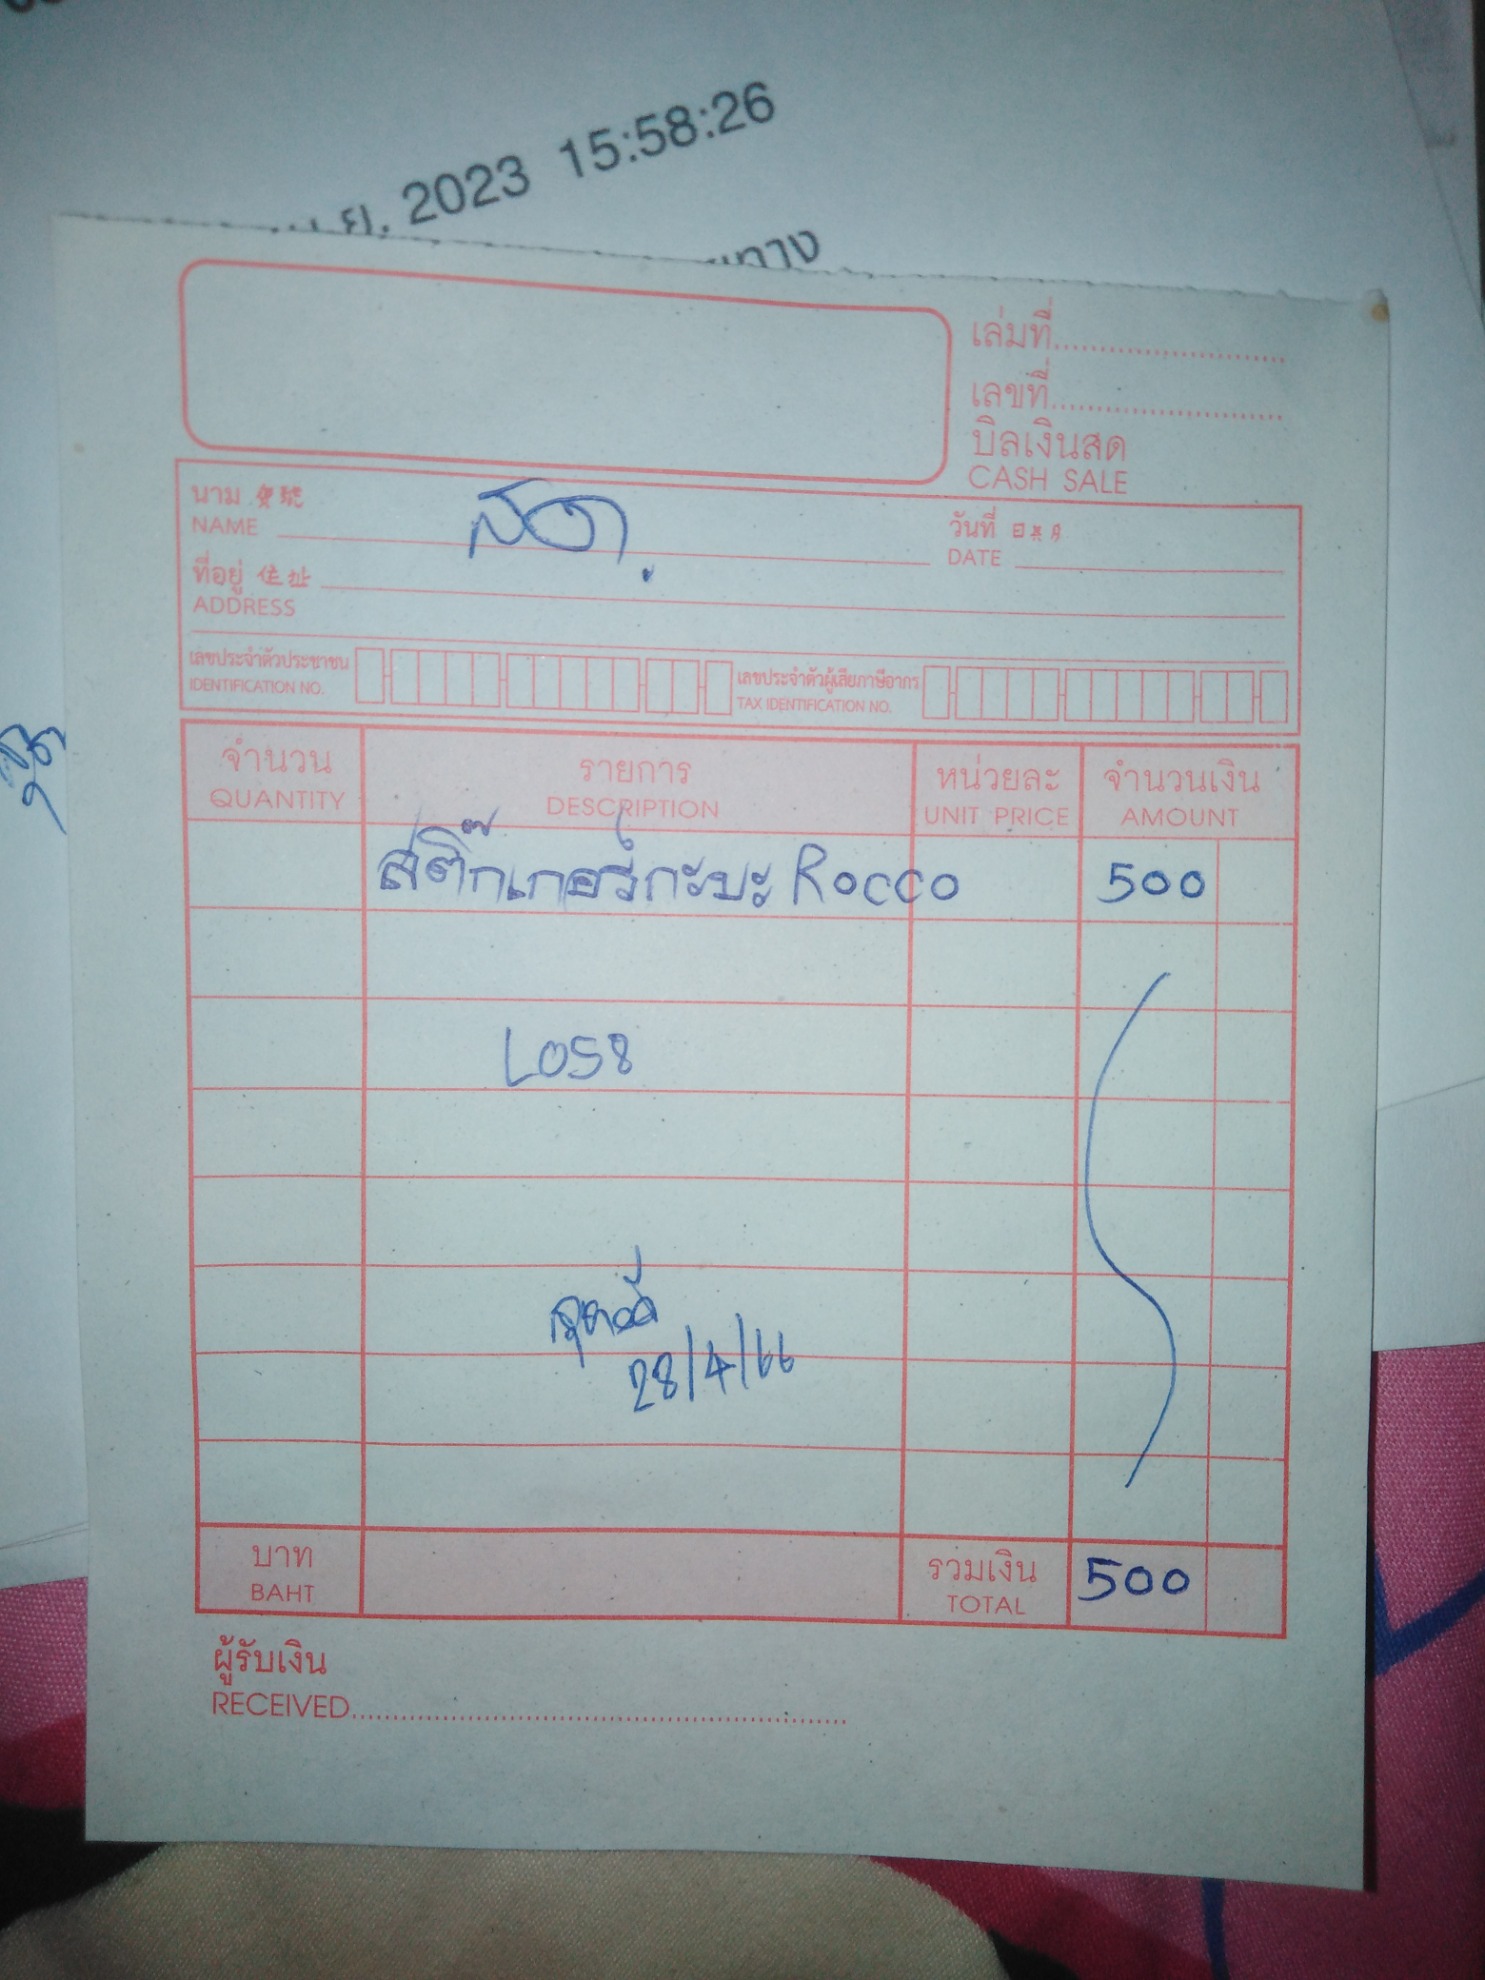 ย. 2023 15:58:26
ทาง
เล่มที่
เลขที่
บิลเงินสด
CASH SALE
นาม
NAME
สด
วันที่
DATE
ที่อยู่ 住址
ADDRESS
เลขประจำตัวประชาชน
IDENTIFICATION NO.
เลขประจำตัวผู้เสียภาษีอากร
TAX IDENTIFICATION NO.
จำนวน รายการ หน่วยละ จำนวนเงิน
QUANTITY DESCRIPTION UNIT PRICE AMOUNT
สติ๊กเกอร์กะบะ Rocco 500
L058
28/4/66
บาท รวมเงิน 500
BAHT TOTAL
ผู้รับเงิน
RECEIVED